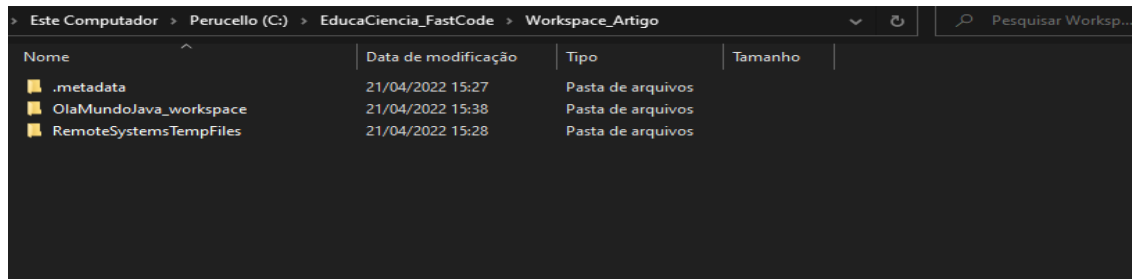 Este Computador > Perucello (C:) > EducaCiencia_FastCode > Workspace_Artigo Pesquisar Worksp...
Nome Data de modificação Tipo Tamanho
.metadata 21/04/2022 15:27 Pasta de arquivos
OlaMundoJava_workspace 21/04/2022 15:38 Pasta de arquivos
RemoteSystemsTempFiles 21/04/2022 15:28 Pasta de arquivos